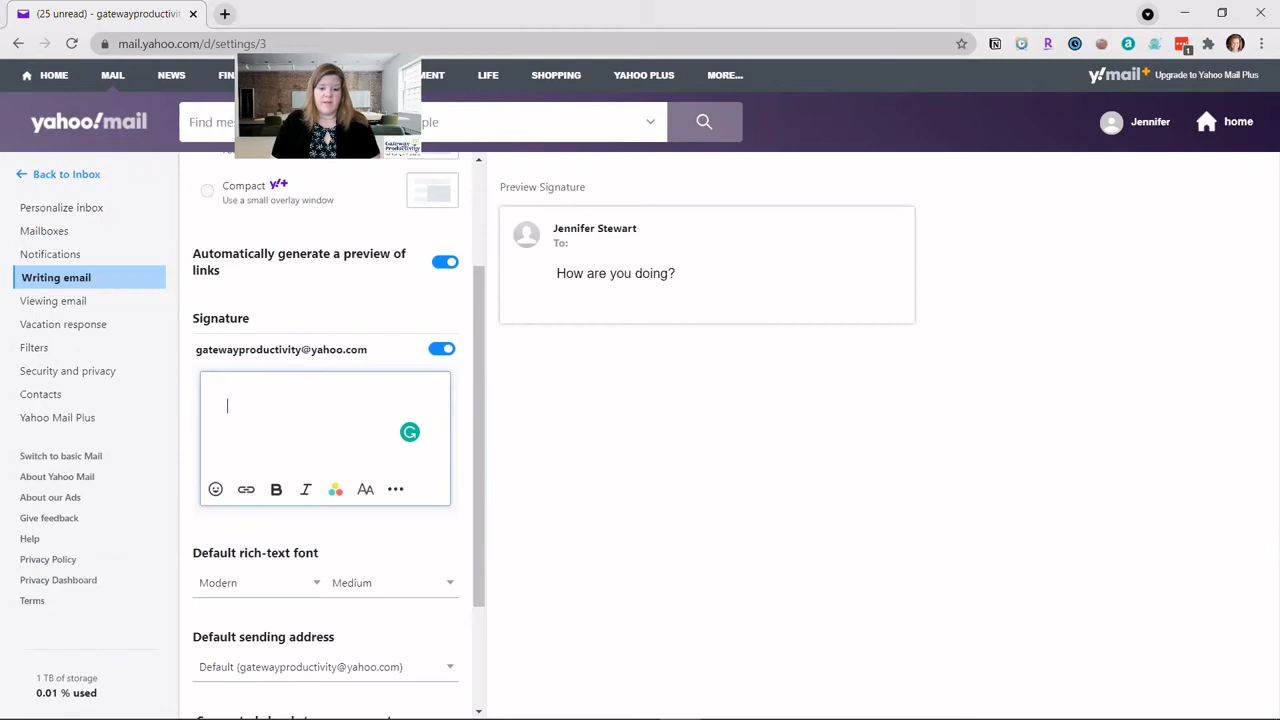 (25 unread) - gatewayproductivit
mail.yahoo.com/d/settings/3
1
HOME
MAIL
NEWS
FIN
MENT
LIFE
SHOPPING
YAHOO PLUS
MORE...
y!mail+ Upgrade to Yahoo Mail Plus
yahoo!mail
Find me
ple
Jennifer
home
Gateway
Productivity
Back to Inbox
Personalize inbox
Mailboxes
Notifications
Writing email
Viewing email
Vacation response
Filters
Security and privacy
Contacts
Yahoo Mail Plus
Switch to basic Mail
About Yahoo Mail
About our Ads
Give feedback
Help
Privacy Policy
Privacy Dashboard
Terms
1 TB of storage
0.01 % used
Compact y!+
Use a small overlay window
Automatically generate a preview of
links
Signature
gatewayproductivity@yahoo.com
Default rich-text font
Modern
Medium
Default sending address
Default (gatewayproductivity@yahoo.com)
Preview Signature
Jennifer Stewart
To:
How are you doing?